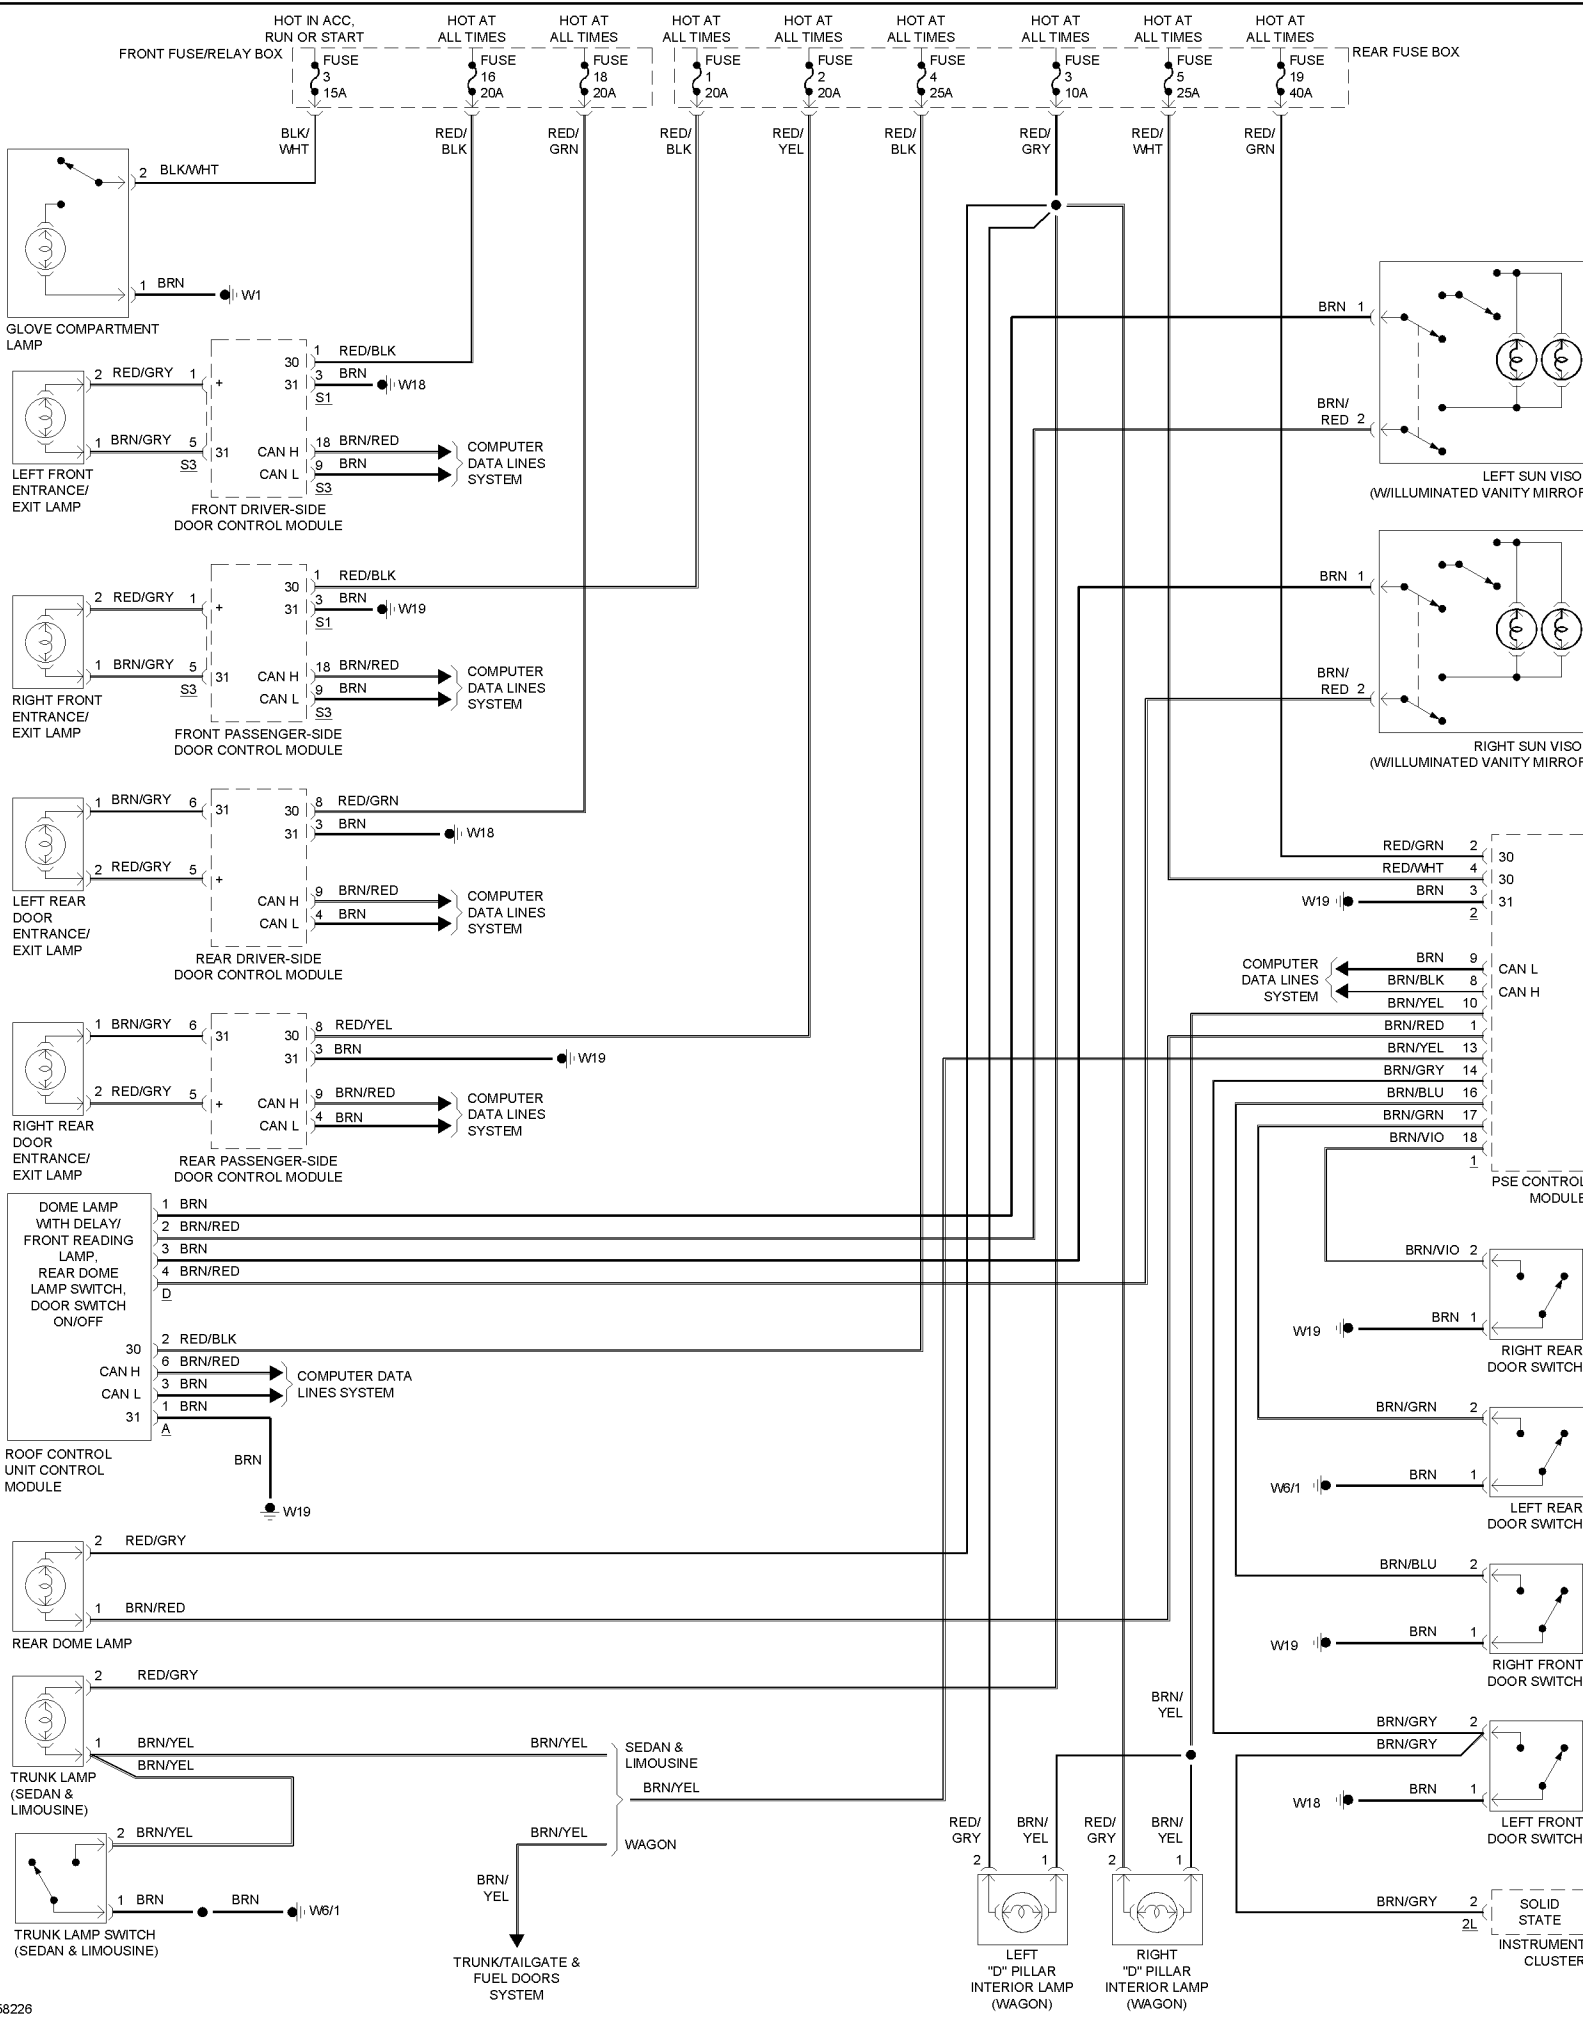 HOT IN ACC,
RUN OR START
HOT AT
ALL TIMES
HOT AT
ALL TIMES
HOT AT
ALL TIMES
HOT AT
ALL TIMES
HOT AT
ALL TIMES
HOT AT
ALL TIMES
HOT AT
ALL TIMES
HOT AT
ALL TIMES
FRONT FUSE/RELAY BOX
REAR FUSE BOX
FUSE
3
15A
FUSE
16
20A
FUSE
18
20A
FUSE
1
20A
FUSE
2
20A
FUSE
4
25A
FUSE
3
10A
FUSE
5
25A
FUSE
19
40A
BLK/
WHT
RED/
BLK
RED/
GRN
RED/
BLK
RED/
YEL
RED/
BLK
RED/
GRY
RED/
WHT
RED/
GRN
2 BLK/WHT
1 BRN
W1
GLOVE COMPARTMENT
LAMP
2 RED/GRY 1
+
1 BRN/GRY 5
S3
31
30
1 RED/BLK
31
3 BRN
W18
S1
CAN H
18 BRN/RED
CAN L
9 BRN
S3
COMPUTER
DATA LINES
SYSTEM
LEFT FRONT
ENTRANCE/
EXIT LAMP
FRONT DRIVER-SIDE
DOOR CONTROL MODULE
2 RED/GRY 1
+
1 BRN/GRY 5
S3
31
30
1 RED/BLK
31
3 BRN
W19
S1
CAN H
18 BRN/RED
CAN L
9 BRN
S3
COMPUTER
DATA LINES
SYSTEM
RIGHT FRONT
ENTRANCE/
EXIT LAMP
FRONT PASSENGER-SIDE
DOOR CONTROL MODULE
1 BRN/GRY 6
31
2 RED/GRY 5
+
30
8 RED/GRN
31
3 BRN
W18
CAN H
9 BRN/RED
CAN L
4 BRN
COMPUTER
DATA LINES
SYSTEM
LEFT REAR
DOOR
ENTRANCE/
EXIT LAMP
REAR DRIVER-SIDE
DOOR CONTROL MODULE
1 BRN/GRY 6
31
2 RED/GRY 5
+
30
8 RED/YEL
31
3 BRN
W19
CAN H
9 BRN/RED
CAN L
4 BRN
COMPUTER
DATA LINES
SYSTEM
RIGHT REAR
DOOR
ENTRANCE/
EXIT LAMP
REAR PASSENGER-SIDE
DOOR CONTROL MODULE
DOME LAMP
WITH DELAY/
FRONT READING
LAMP,
REAR DOME
LAMP SWITCH,
DOOR SWITCH
ON/OFF
1 BRN
2 BRN/RED
3 BRN
4 BRN/RED
D
30
2 RED/BLK
CAN H
6 BRN/RED
CAN L
3 BRN
31
1 BRN
A
COMPUTER DATA
LINES SYSTEM
BRN
W19
ROOF CONTROL
UNIT CONTROL
MODULE
2 RED/GRY
1 BRN/RED
REAR DOME LAMP
2 RED/GRY
1 BRN/YEL
BRN/YEL
BRN/YEL
SEDAN &
LIMOUSINE
BRN/YEL
BRN/YEL
WAGON
TRUNK LAMP
(SEDAN &
LIMOUSINE)
2 BRN/YEL
1 BRN
BRN
W6/1
TRUNK LAMP SWITCH
(SEDAN & LIMOUSINE)
BRN/
YEL
TRUNK/TAILGATE &
FUEL DOORS
SYSTEM
BRN 1
BRN/
RED 2
LEFT SUN VISO
(W/ILLUMINATED VANITY MIRROR
BRN 1
BRN/
RED 2
RIGHT SUN VISO
(W/ILLUMINATED VANITY MIRROR
RED/GRN 2
30
RED/WHT 4
30
W19
BRN 3
31
2
COMPUTER
DATA LINES
SYSTEM
BRN 9
CAN L
BRN/BLK 8
CAN H
BRN/YEL 10
BRN/RED 1
BRN/YEL 13
BRN/GRY 14
BRN/BLU 16
BRN/GRN 17
BRN/VIO 18
1
PSE CONTROL
MODULE
BRN/VIO 2
W19
BRN 1
RIGHT REAR
DOOR SWITCH
BRN/GRN 2
W6/1
BRN 1
LEFT REAR
DOOR SWITCH
BRN/BLU 2
W19
BRN 1
RIGHT FRONT
DOOR SWITCH
BRN/GRY 2
BRN/GRY
W18
BRN 1
LEFT FRONT
DOOR SWITCH
BRN/GRY 2
2L
SOLID
STATE
INSTRUMENT
CLUSTER
BRN/
YEL
RED/
GRY
2
BRN/
YEL
1
RED/
GRY
2
BRN/
YEL
1
LEFT
"D" PILLAR
INTERIOR LAMP
(WAGON)
RIGHT
"D" PILLAR
INTERIOR LAMP
(WAGON)
58226